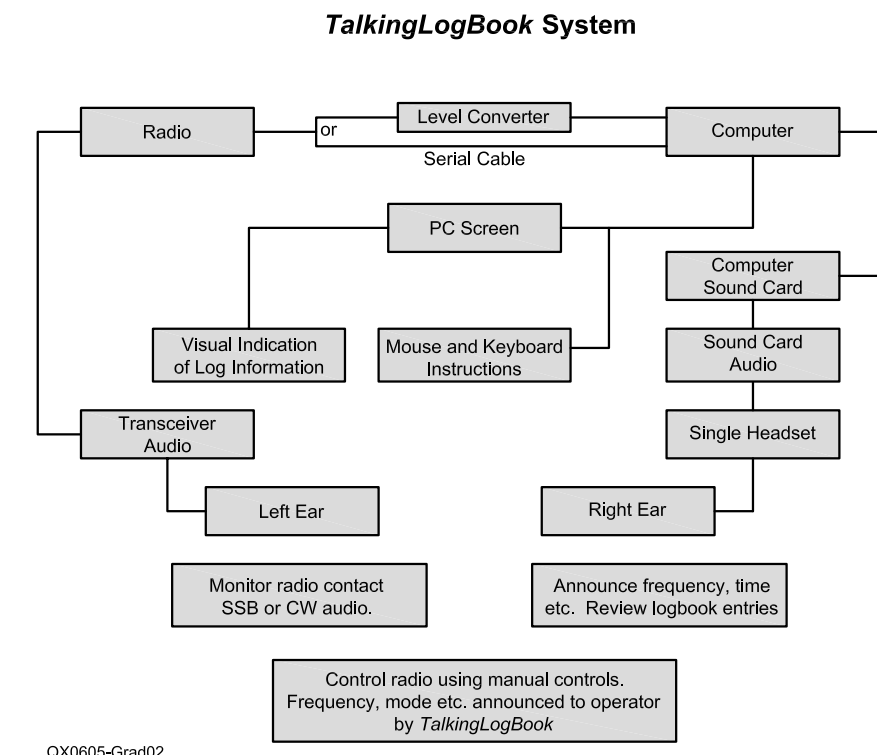 TalkingLogBook System
Radio
or
Level Converter
Serial Cable
Computer
PC Screen
Computer
Sound Card
Visual Indication
of Log Information
Mouse and Keyboard
Instructions
Sound Card
Audio
Transceiver
Audio
Single Headset
Left Ear
Right Ear
Monitor radio contact
SSB or CW audio.
Announce frequency, time
etc.  Review logbook entries
Control radio using manual controls.
Frequency, mode etc. announced to operator
by TalkingLogBook
QX0605-Grad02